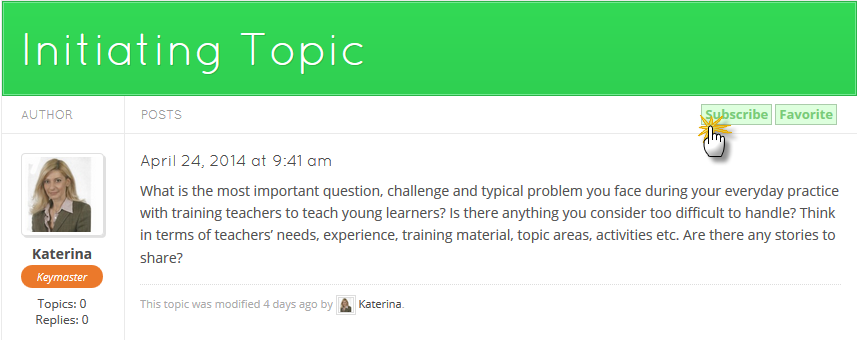 Initiating Topic
AUTHOR
POSTS
Subscribe
Favorite
April 24, 2014 at 9:41 am
What is the most important question, challenge and typical problem you face during your everyday practice
with training teachers to teach young learners? Is there anything you consider too difficult to handle? Think
in terms of teachers’ needs, experience, training material, topic areas, activities etc. Are there any stories to
share?
Katerina
Keymaster
Topics: 0
Replies: 0
This topic was modified 4 days ago by Katerina.